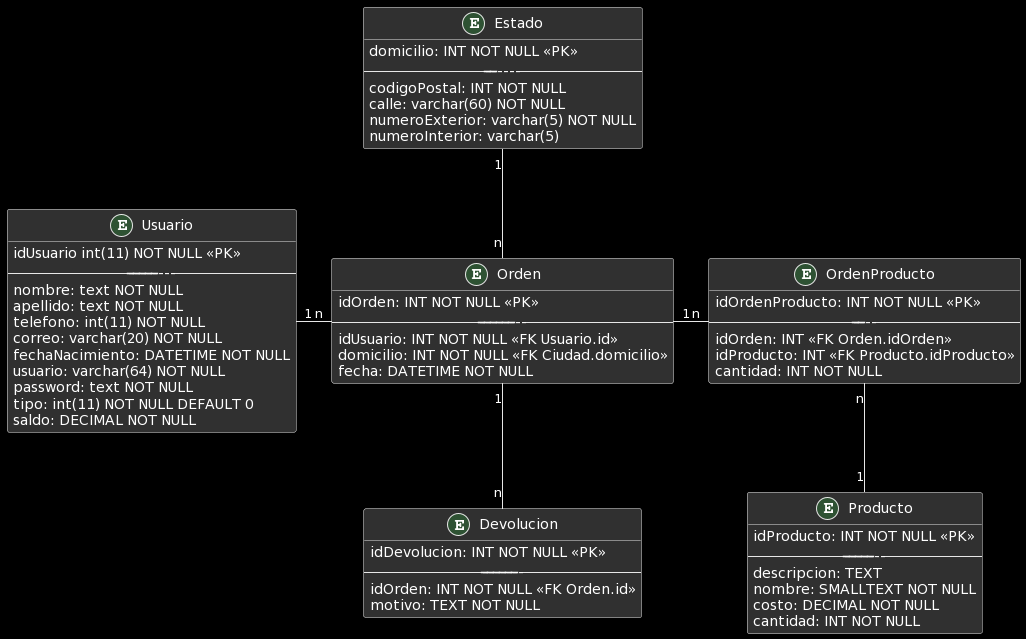 E Estado
domicilio: INT NOT NULL «PK»
codigoPostal: INT NOT NULL
calle: varchar(60) NOT NULL
numeroExterior: varchar(5) NOT NULL
numeroInterior: varchar(5)
1
n
E Usuario
idUsuario int(11) NOT NULL «PK»
nombre: text NOT NULL
apellido: text NOT NULL
telefono: int(11) NOT NULL
correo: varchar(20) NOT NULL
fechaNacimiento: DATETIME NOT NULL
usuario: varchar(64) NOT NULL
password: text NOT NULL
tipo: int(11) NOT NULL DEFAULT 0
saldo: DECIMAL NOT NULL
1 n
E Orden
idOrden: INT NOT NULL «PK»
idUsuario: INT NOT NULL «FK Usuario.id»
domicilio: INT NOT NULL «FK Ciudad.domicilio»
fecha: DATETIME NOT NULL
1 n
E OrdenProducto
idOrdenProducto: INT NOT NULL «PK»
idOrden: INT «FK Orden.idOrden»
idProducto: INT «FK Producto.idProducto»
cantidad: INT NOT NULL
1
n
E Devolucion
idDevolucion: INT NOT NULL «PK»
idOrden: INT NOT NULL «FK Orden.id»
motivo: TEXT NOT NULL
n
1
E Producto
idProducto: INT NOT NULL «PK»
descripcion: TEXT
nombre: SMALLTEXT NOT NULL
costo: DECIMAL NOT NULL
cantidad: INT NOT NULL